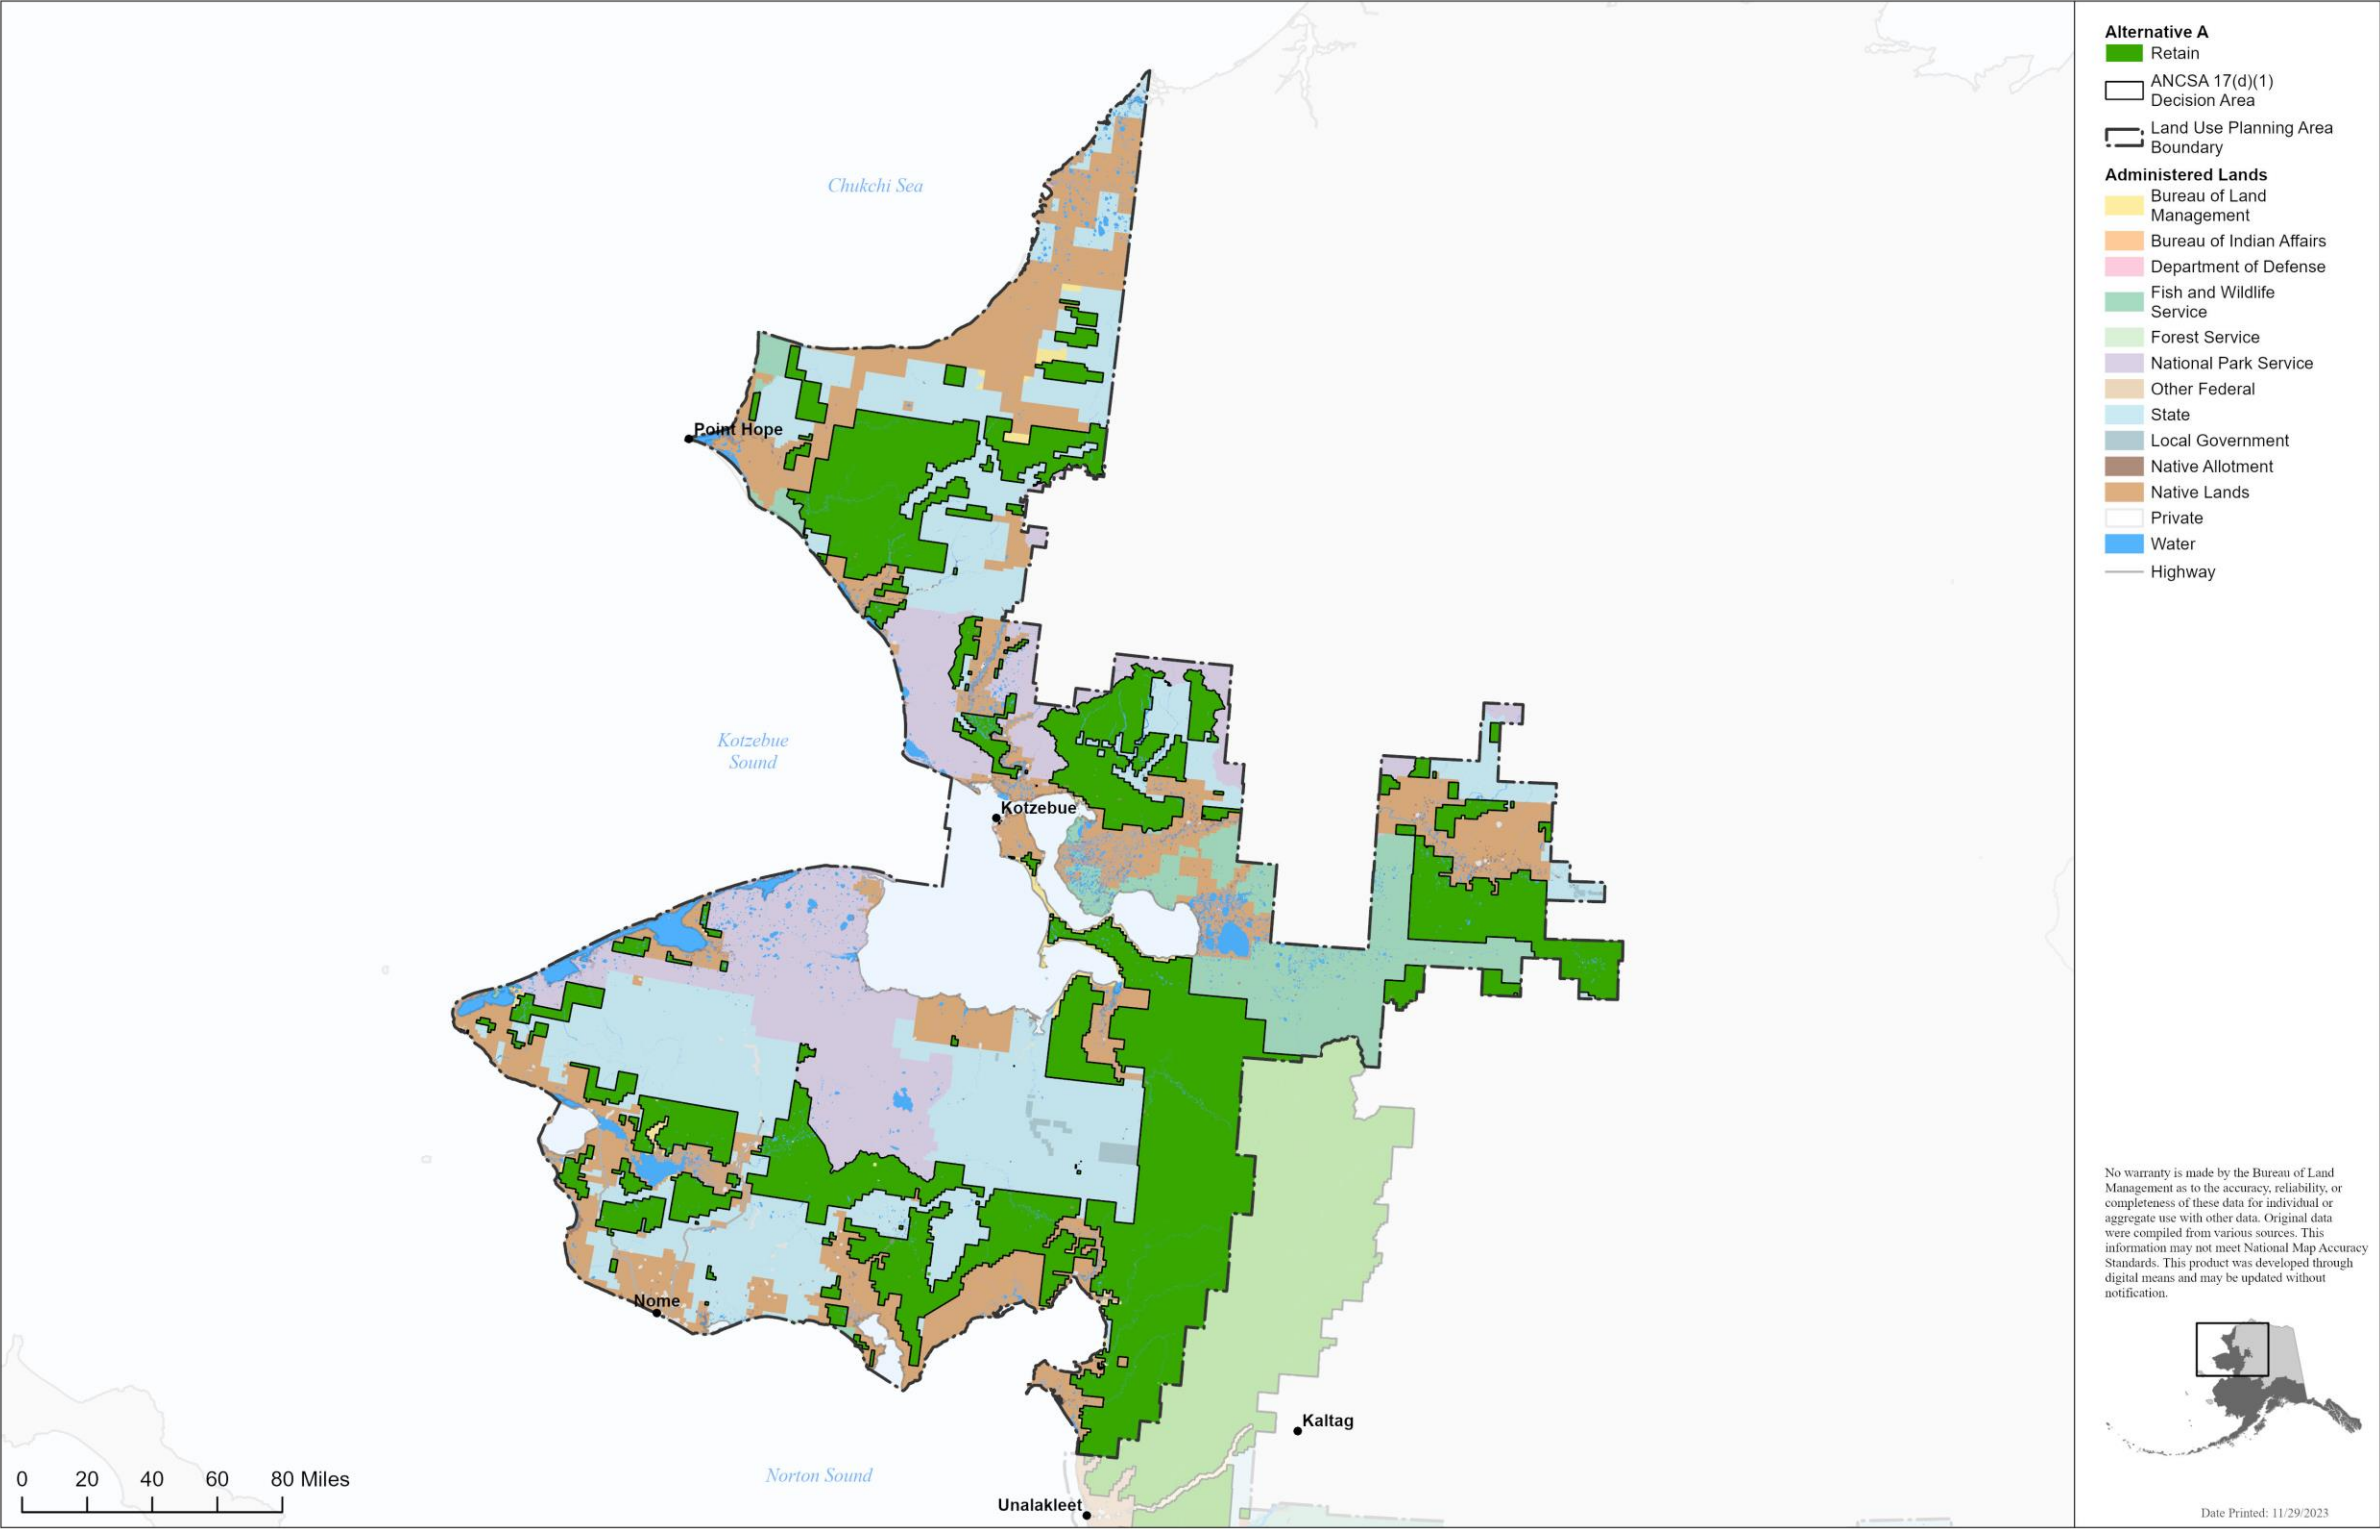 Chukchi Sea
Point Hope
Kotzebue
Sound
Kotzebue
Nome
Kaltag
Norton Sound
Unalakleet
0 20 40 60 80 Miles
Alternative A
Retain
ANCSA 17(d)(1)
Decision Area
Land Use Planning Area
Boundary
Administered Lands
Bureau of Land
Management
Bureau of Indian Affairs
Department of Defense
Fish and Wildlife
Service
Forest Service
National Park Service
Other Federal
State
Local Government
Native Allotment
Native Lands
Private
Water
Highway
No warranty is made by the Bureau of Land
Management as to the accuracy, reliability, or
completeness of these data for individual or
aggregate use with other data. Original data
were compiled from various sources. This
information may not meet National Map Accuracy
Standards. This product was developed through
digital means and may be updated without
notification.
Date Printed: 11/29/2023